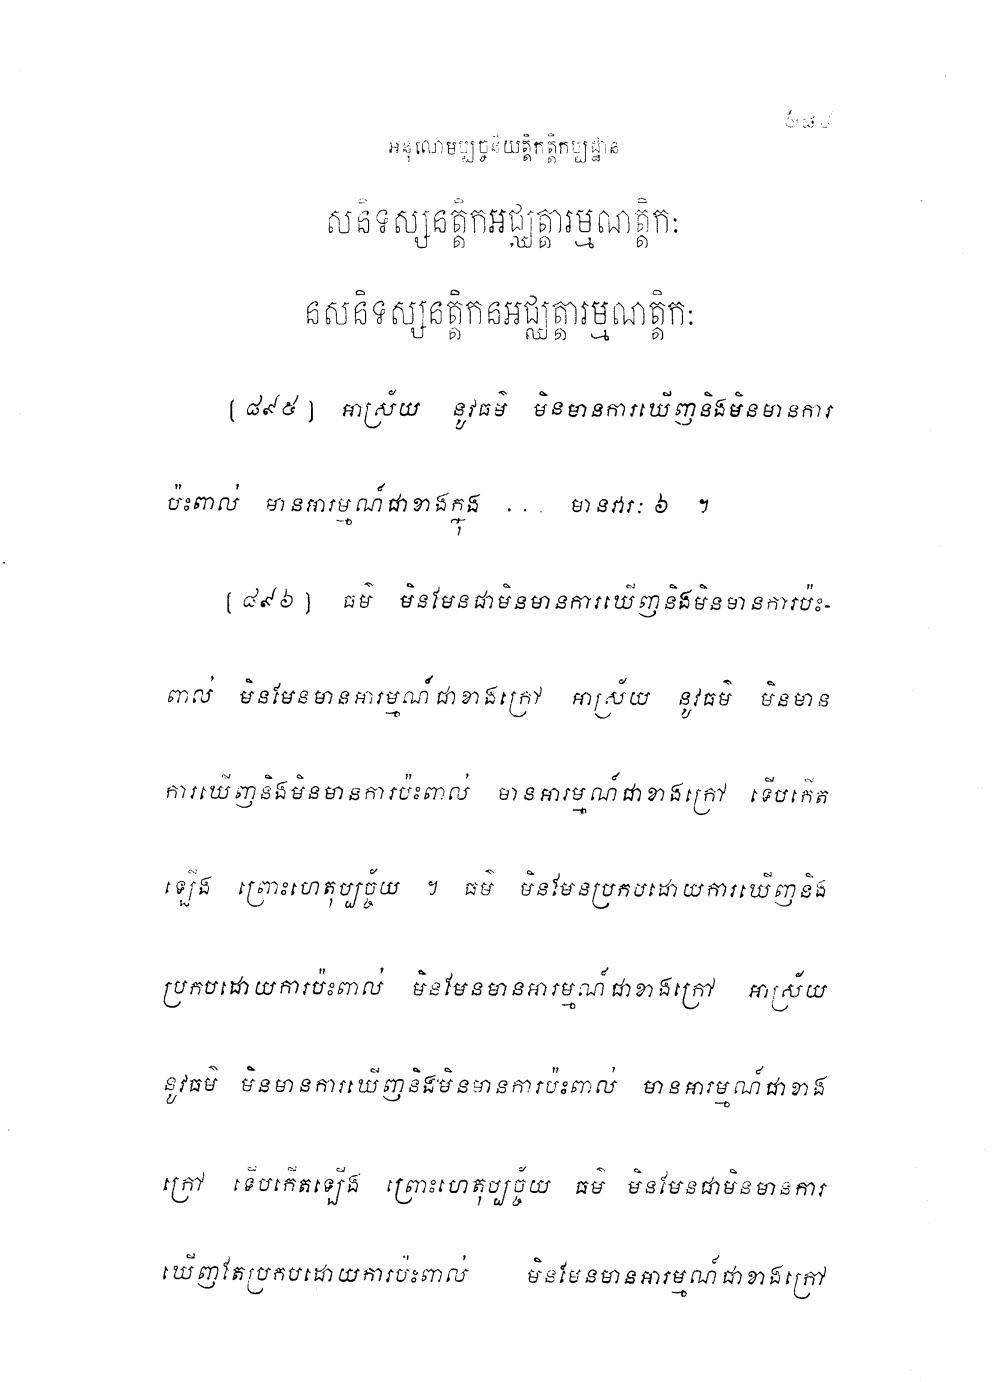 អនុលោមប្បច្ចនីយត្តិកត្តិកប្បដ្ឋាន
សនិទស្សនត្តិកអជ្ឈត្តារម្មណត្តិកៈ
នសនិទស្សនត្តិកនអជ្ឈត្តារម្មណត្តិកៈ
(៨៩៥) អាស្រ័យ នូវធម៌ មិនមានការឃើញនិងមិនមានការ
ប៉ះពាល់ មានអារម្មណ៍ជាខាងក្នុង ... មានវារៈ ៦ ។
(៨៩៦) ធម៌ មិនមែនជាមិនមានការឃើញនិងមិនមានការប៉ះ-
ពាល់ មិនមែនមានអារម្មណ៍ជាខាងក្រៅ អាស្រ័យ នូវធម៌ មិនមាន
ការឃើញនិងមិនមានការប៉ះពាល់ មានអារម្មណ៍ជាខាងក្រៅ ទើបកើត
ឡើង ព្រោះហេតុប្បច្ច័យ ។ ធម៌ មិនមែនប្រកបដោយការឃើញនិង
ប្រកបដោយការប៉ះពាល់ មិនមែនមានអារម្មណ៍ជាខាងក្រៅ អាស្រ័យ
នូវធម៌ មិនមានការឃើញនិងមិនមានការប៉ះពាល់ មានអារម្មណ៍ជាខាង
ក្រៅ ទើបកើតឡើង ព្រោះហេតុប្បច្ច័យ ធម៌ មិនមែនជាមិនមានការ
ឃើញតែប្រកបដោយការប៉ះពាល់ មិនមែនមានអារម្មណ៍ជាខាងក្រៅ